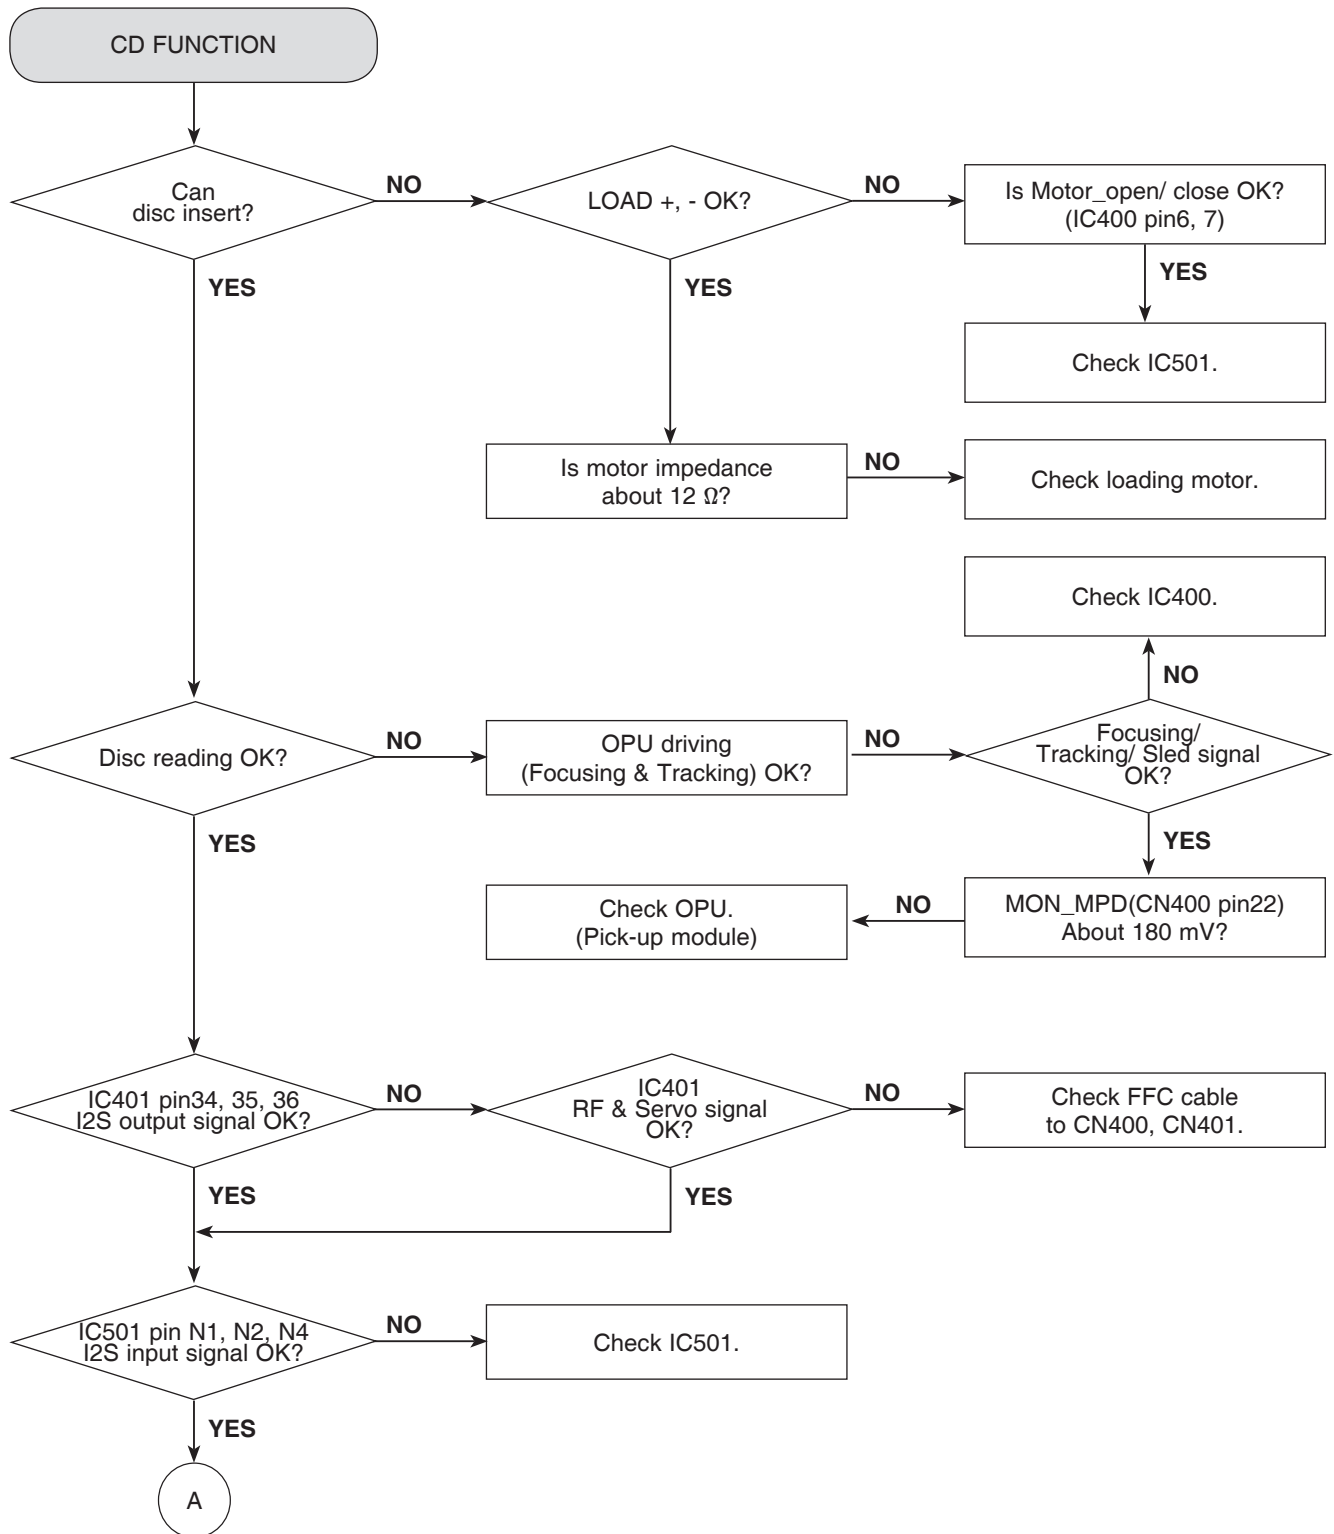 CD FUNCTION
Can
disc insert?
NO
LOAD +, - OK?
NO
Is Motor_open/ close OK?
(IC400 pin6, 7)
YES
YES
YES
Check IC501.
Is motor impedance
about 12 Ω?
NO
Check loading motor.
Check IC400.
NO
Disc reading OK?
NO
OPU driving
(Focusing & Tracking) OK?
NO
Focusing/
Tracking/ Sled signal
OK?
YES
YES
Check OPU.
(Pick-up module)
NO
MON_MPD(CN400 pin22)
About 180 mV?
IC401 pin34, 35, 36
I2S output signal OK?
NO
IC401
RF & Servo signal
OK?
NO
Check FFC cable
to CN400, CN401.
YES
YES
IC501 pin N1, N2, N4
I2S input signal OK?
NO
Check IC501.
YES
A